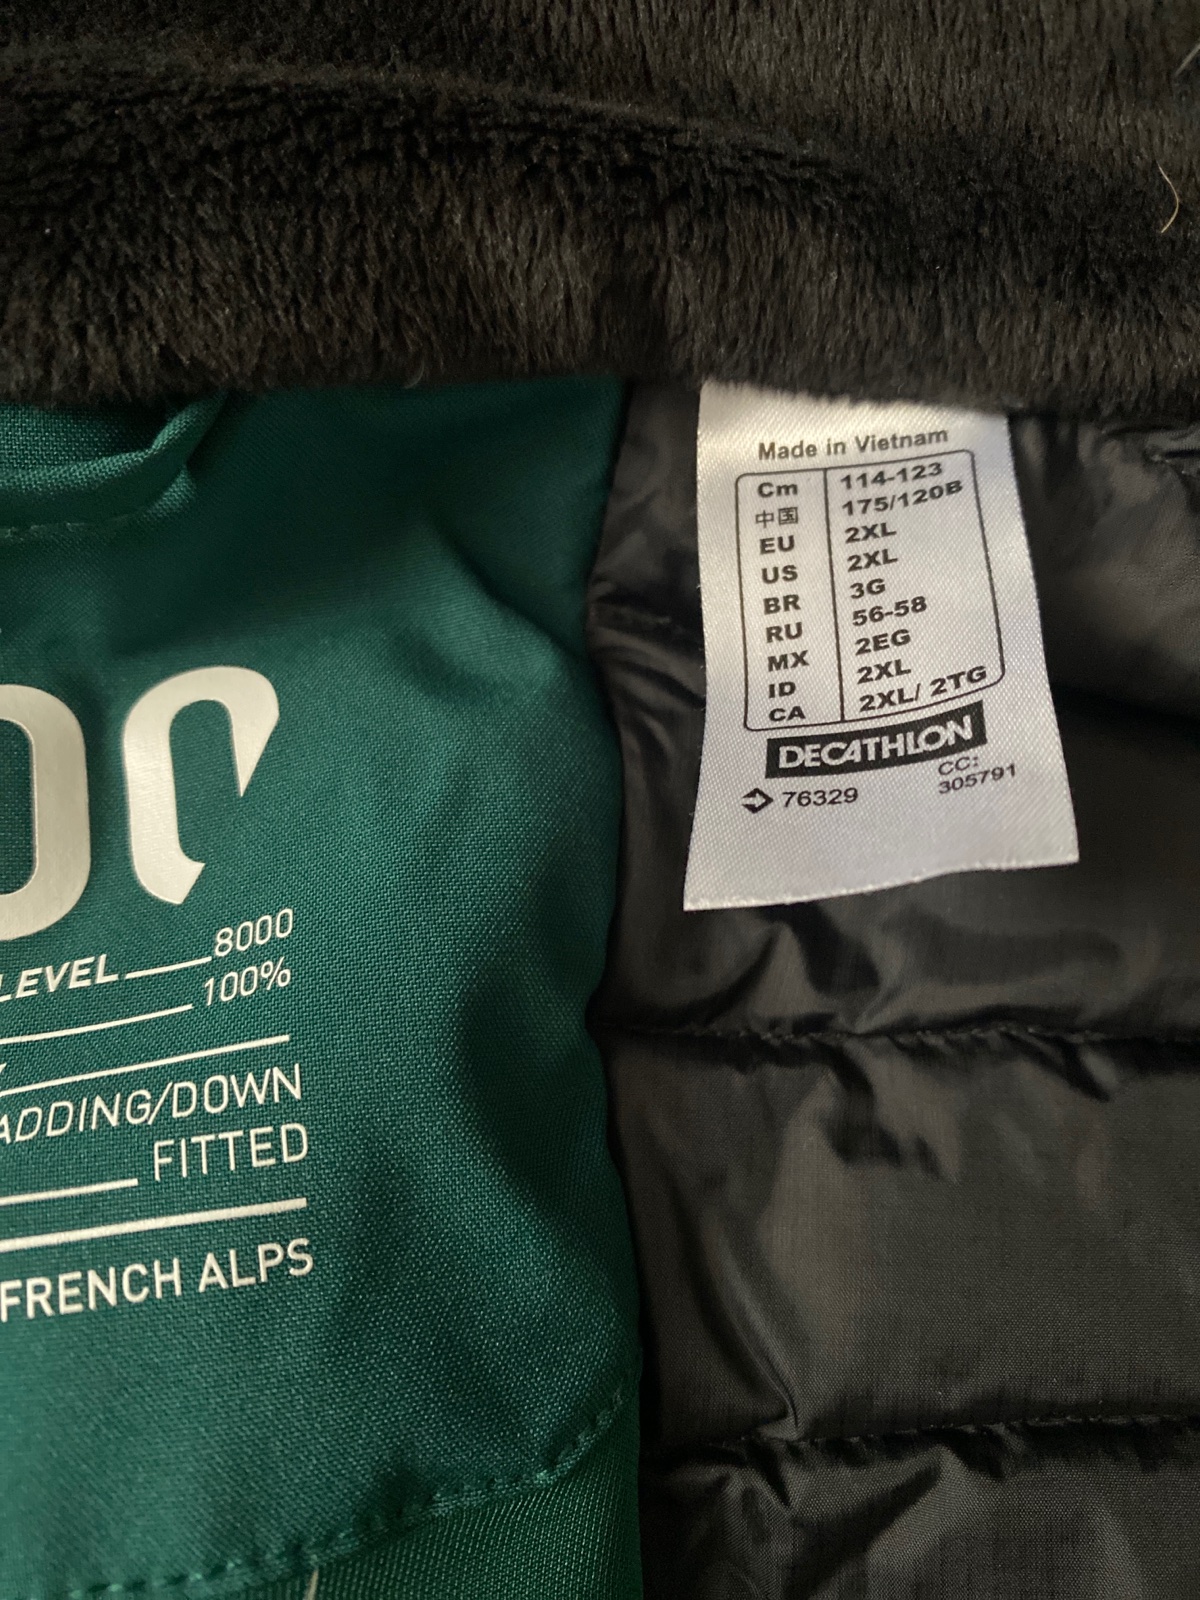 Made in Vietnam
Cm 114-123
中国 175/120B
EU 2XL
US 2XL
BR 3G
RU 56-58
MX 2EG
ID 2XL
CA 2XL/ 2TG
DECATHLON
76329
CC:
305791
LEVEL 8000
100%
ADDING/DOWN
FITTED
FRENCH ALPS